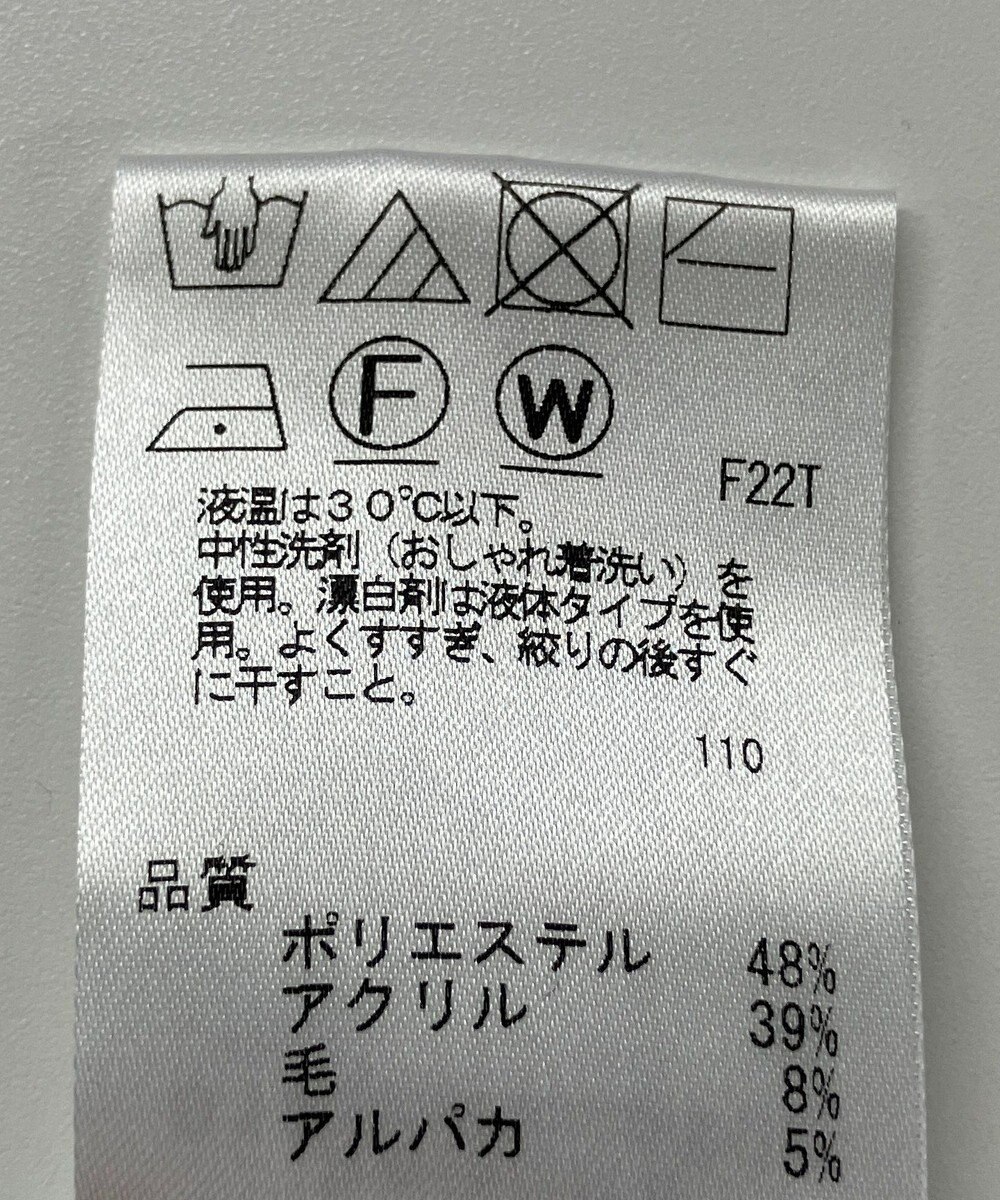 F
W
F22T
液温は30℃以下。
中性洗剤（おしゃれ着洗い）を
使用。漂白剤は液体タイプを使
用。よくすすぎ、絞りの後すぐ
に干すこと。
110
品質
ポリエステル 48%
アクリル 39%
毛 8%
アルパカ 5%